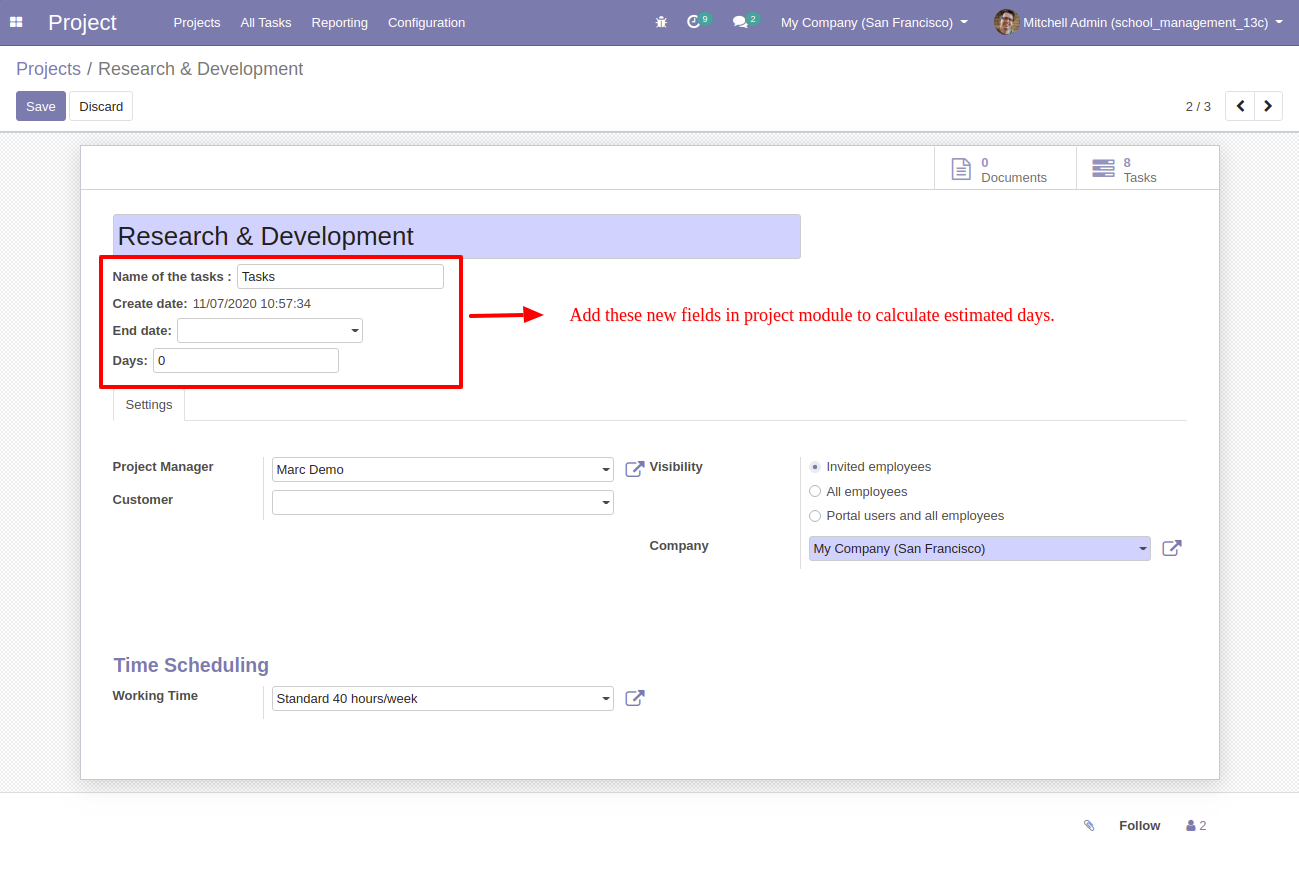 Project Projects All Tasks Reporting Configuration 9 2 My Company (San Francisco) Mitchell Admin (school_management_13c)
Projects / Research & Development
Save Discard 2 / 3
0 Documents
8 Tasks
Research & Development
Name of the tasks : Tasks
Create date: 11/07/2020 10:57:34
End date:
Days: 0
Add these new fields in project module to calculate estimated days.
Settings
Project Manager Marc Demo
Customer
Visibility
Invited employees
All employees
Portal users and all employees
Company My Company (San Francisco)
Time Scheduling
Working Time Standard 40 hours/week
Follow 2